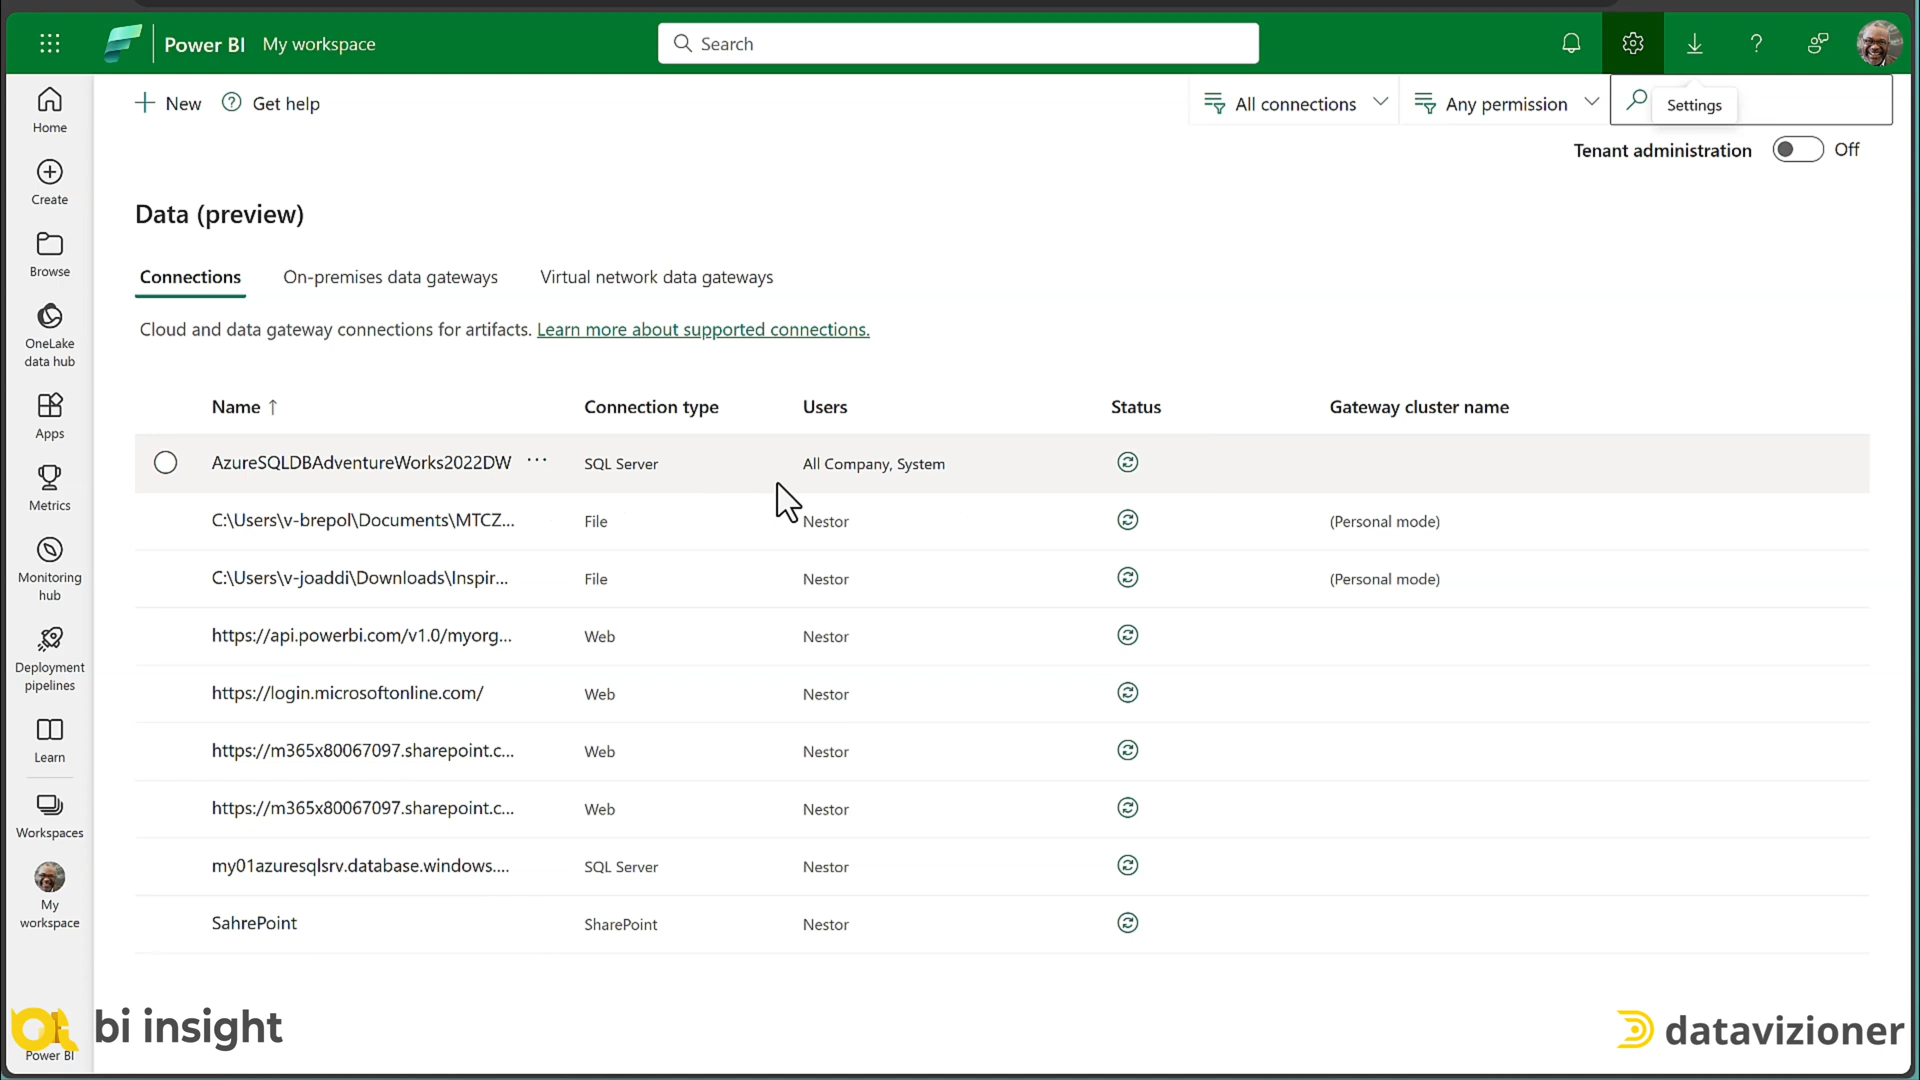 Power BI My workspace
Search
New Get help
All connections
Any permission
Settings
Tenant administration Off
Home
Create
Browse
OneLake
data hub
Apps
Metrics
Monitoring
hub
Deployment
pipelines
Learn
Workspaces
My
workspace
Power BI
Data (preview)
Connections On-premises data gateways Virtual network data gateways
Cloud and data gateway connections for artifacts. Learn more about supported connections.
Name ↑ Connection type Users Status Gateway cluster name
AzureSQLDBAdventureWorks2022DW ... SQL Server All Company, System
C:\Users\v-brepol\Documents\MTCZ... File Nestor (Personal mode)
C:\Users\v-joaddi\Downloads\Inspir... File Nestor (Personal mode)
https://api.powerbi.com/v1.0/myorg... Web Nestor
https://login.microsoftonline.com/ Web Nestor
https://m365x80067097.sharepoint.c... Web Nestor
https://m365x80067097.sharepoint.c... Web Nestor
my01azuresqlsrv.database.windows.... SQL Server Nestor
SahrePoint SharePoint Nestor
bi insight
datavizioner